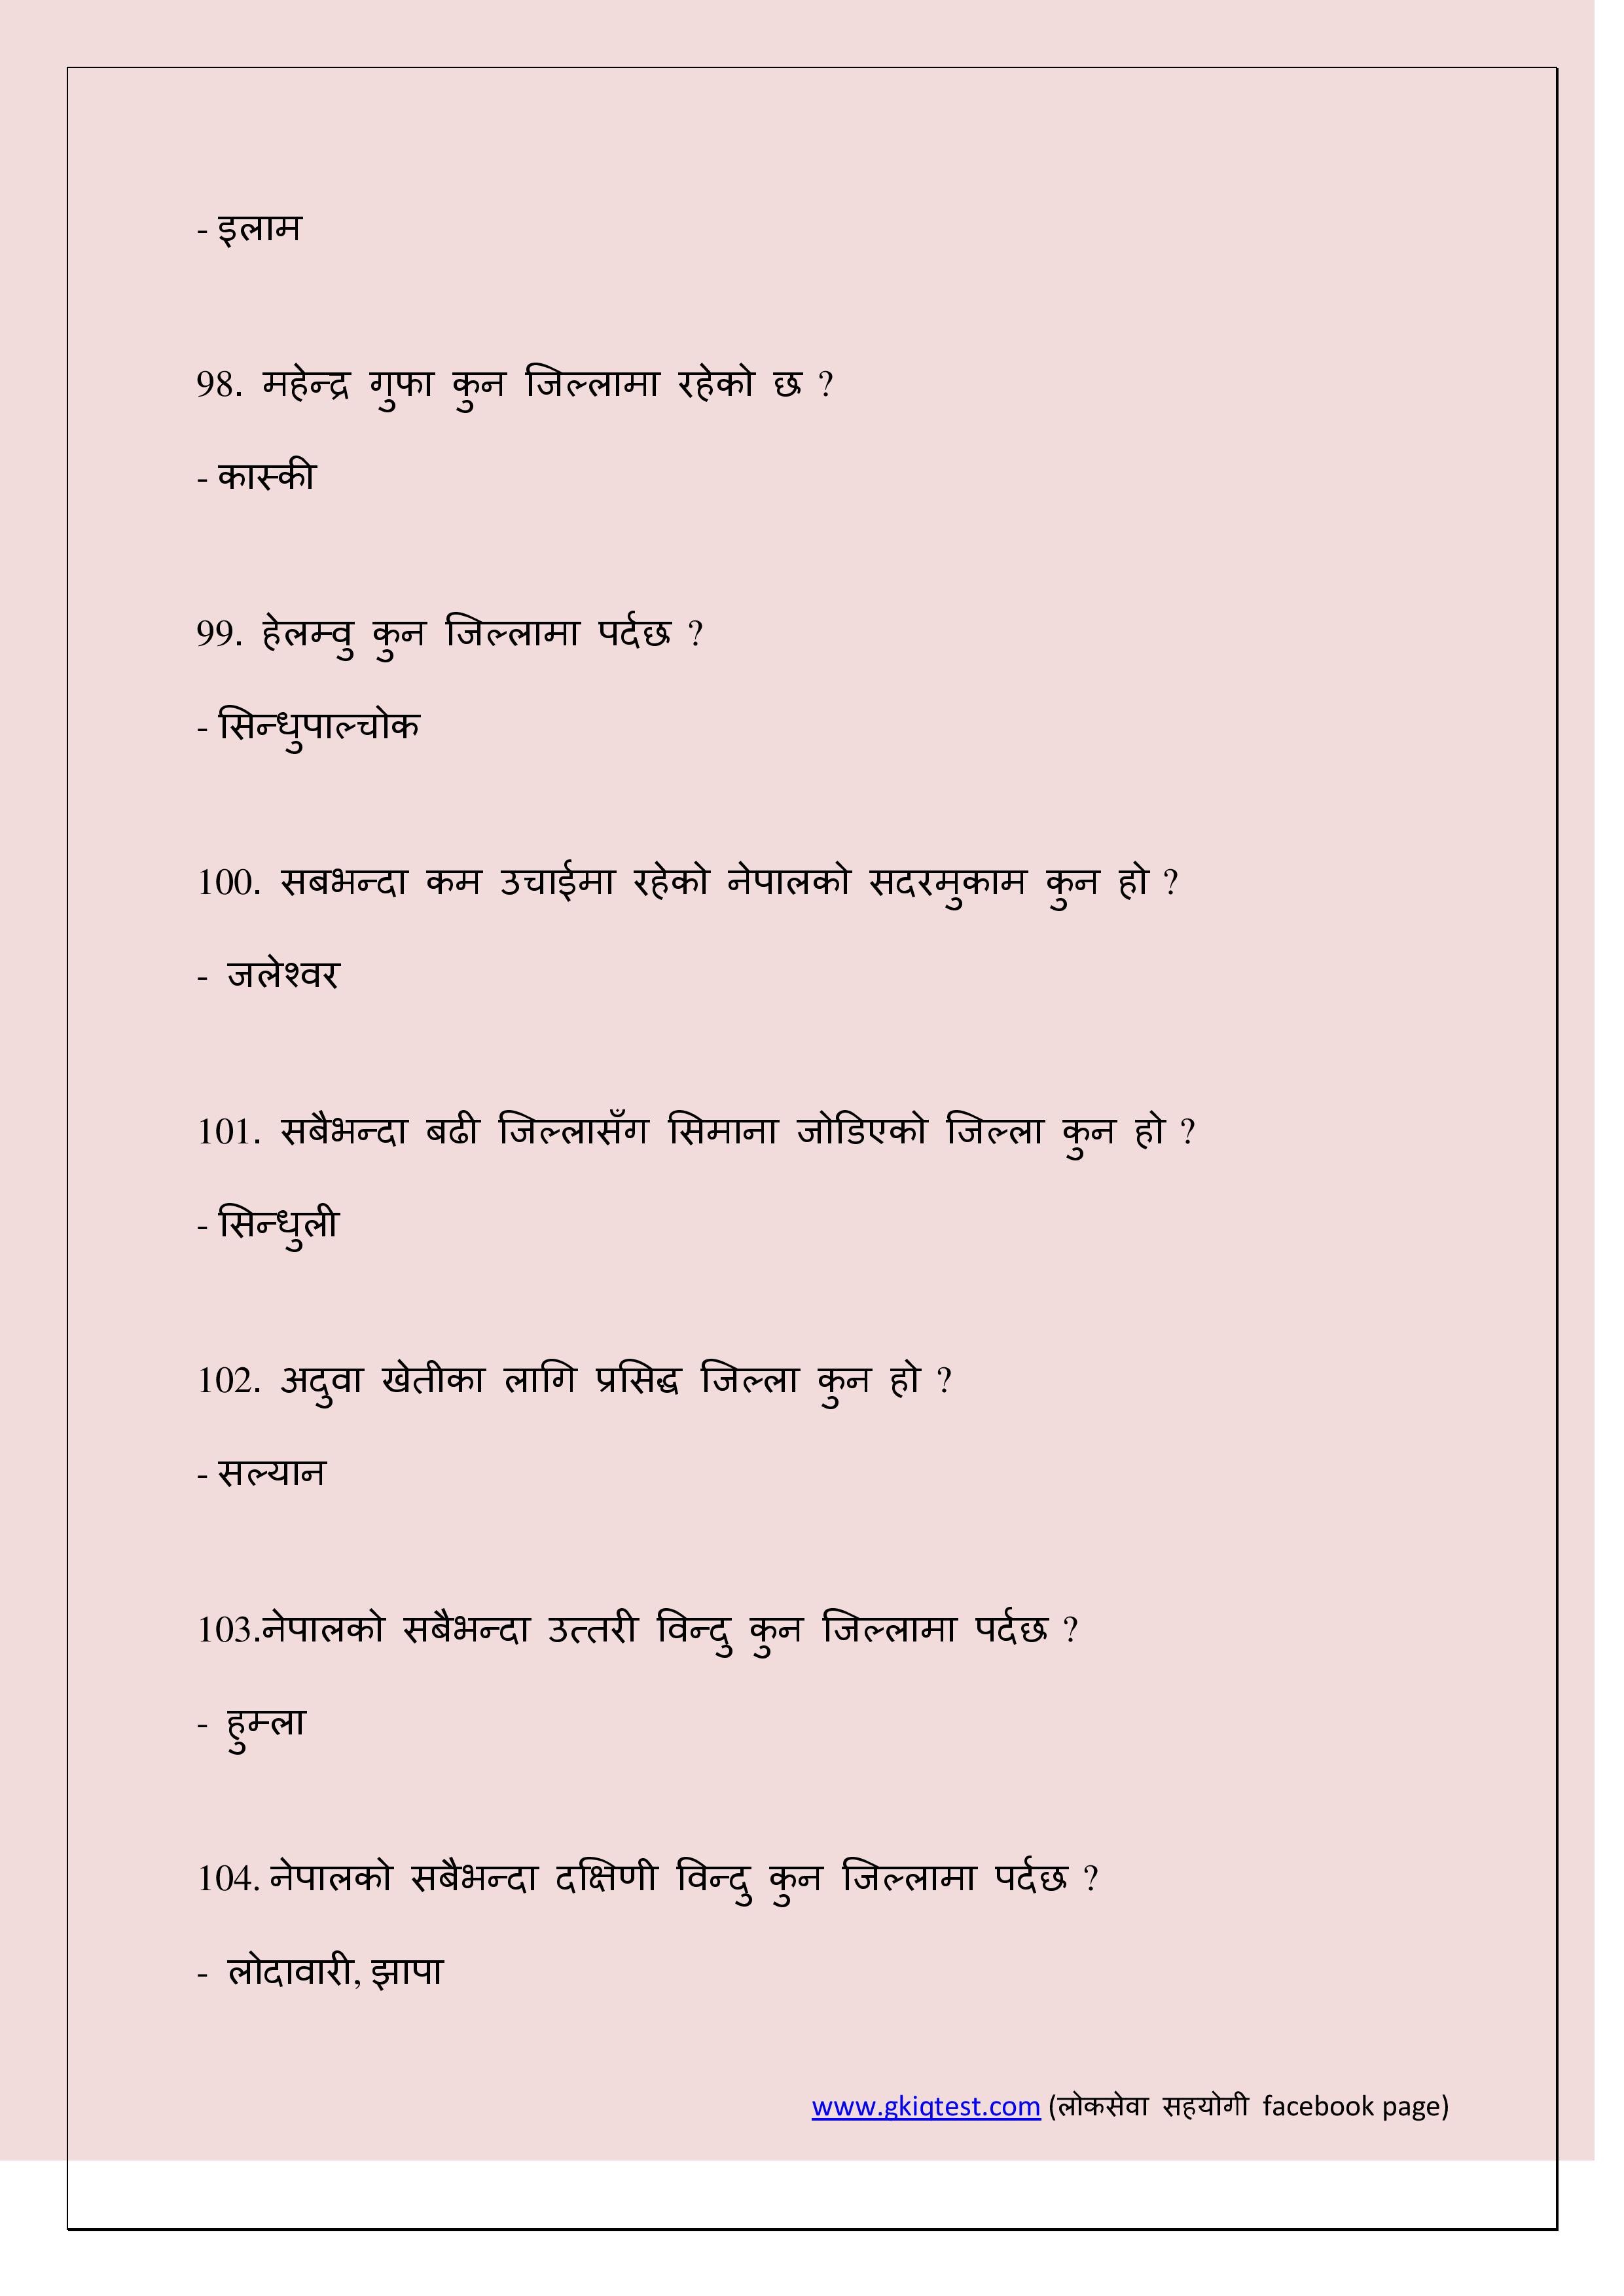 - इलाम
98. महेन्द्र गुफा कुन जिल्लामा रहेको छ ?
- कास्की
99. हेलम्वु कुन जिल्लामा पर्दछ ?
- सिन्धुपाल्चोक
100. सबभन्दा कम उचाईमा रहेको नेपालको सदरमुकाम कुन हो ?
- जलेश्वर
101. सबैभन्दा बढी जिल्लासँग सिमाना जोडिएको जिल्ला कुन हो ?
- सिन्धुली
102. अदुवा खेतीका लागि प्रसिद्ध जिल्ला कुन हो ?
- सल्यान
103.नेपालको सबैभन्दा उत्तरी विन्दु कुन जिल्लामा पर्दछ ?
- हुम्ला
104. नेपालको सबैभन्दा दक्षिणी विन्दु कुन जिल्लामा पर्दछ ?
- लोदावारी, झापा
www.gkiqtest.com (लोकसेवा सहयोगी facebook page)